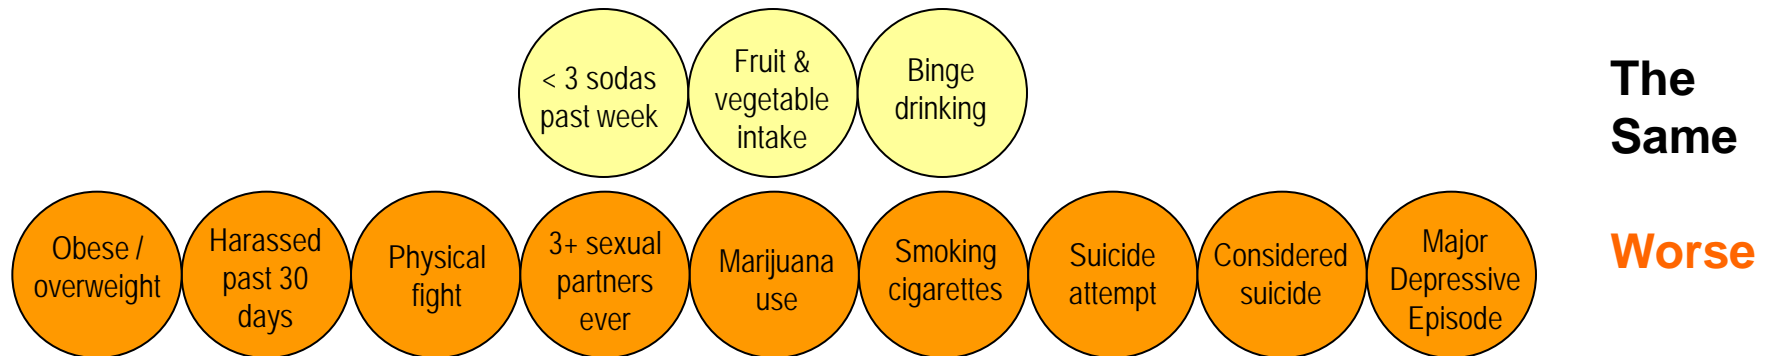 < 3 sodas
past week
Fruit &
vegetable
intake
Binge
drinking
The
Same
Obese /
overweight
Harassed
past 30
days
Physical
fight
3+ sexual
partners
ever
Marijuana
use
Smoking
cigarettes
Suicide
attempt
Considered
suicide
Major
Depressive
Episode
Worse